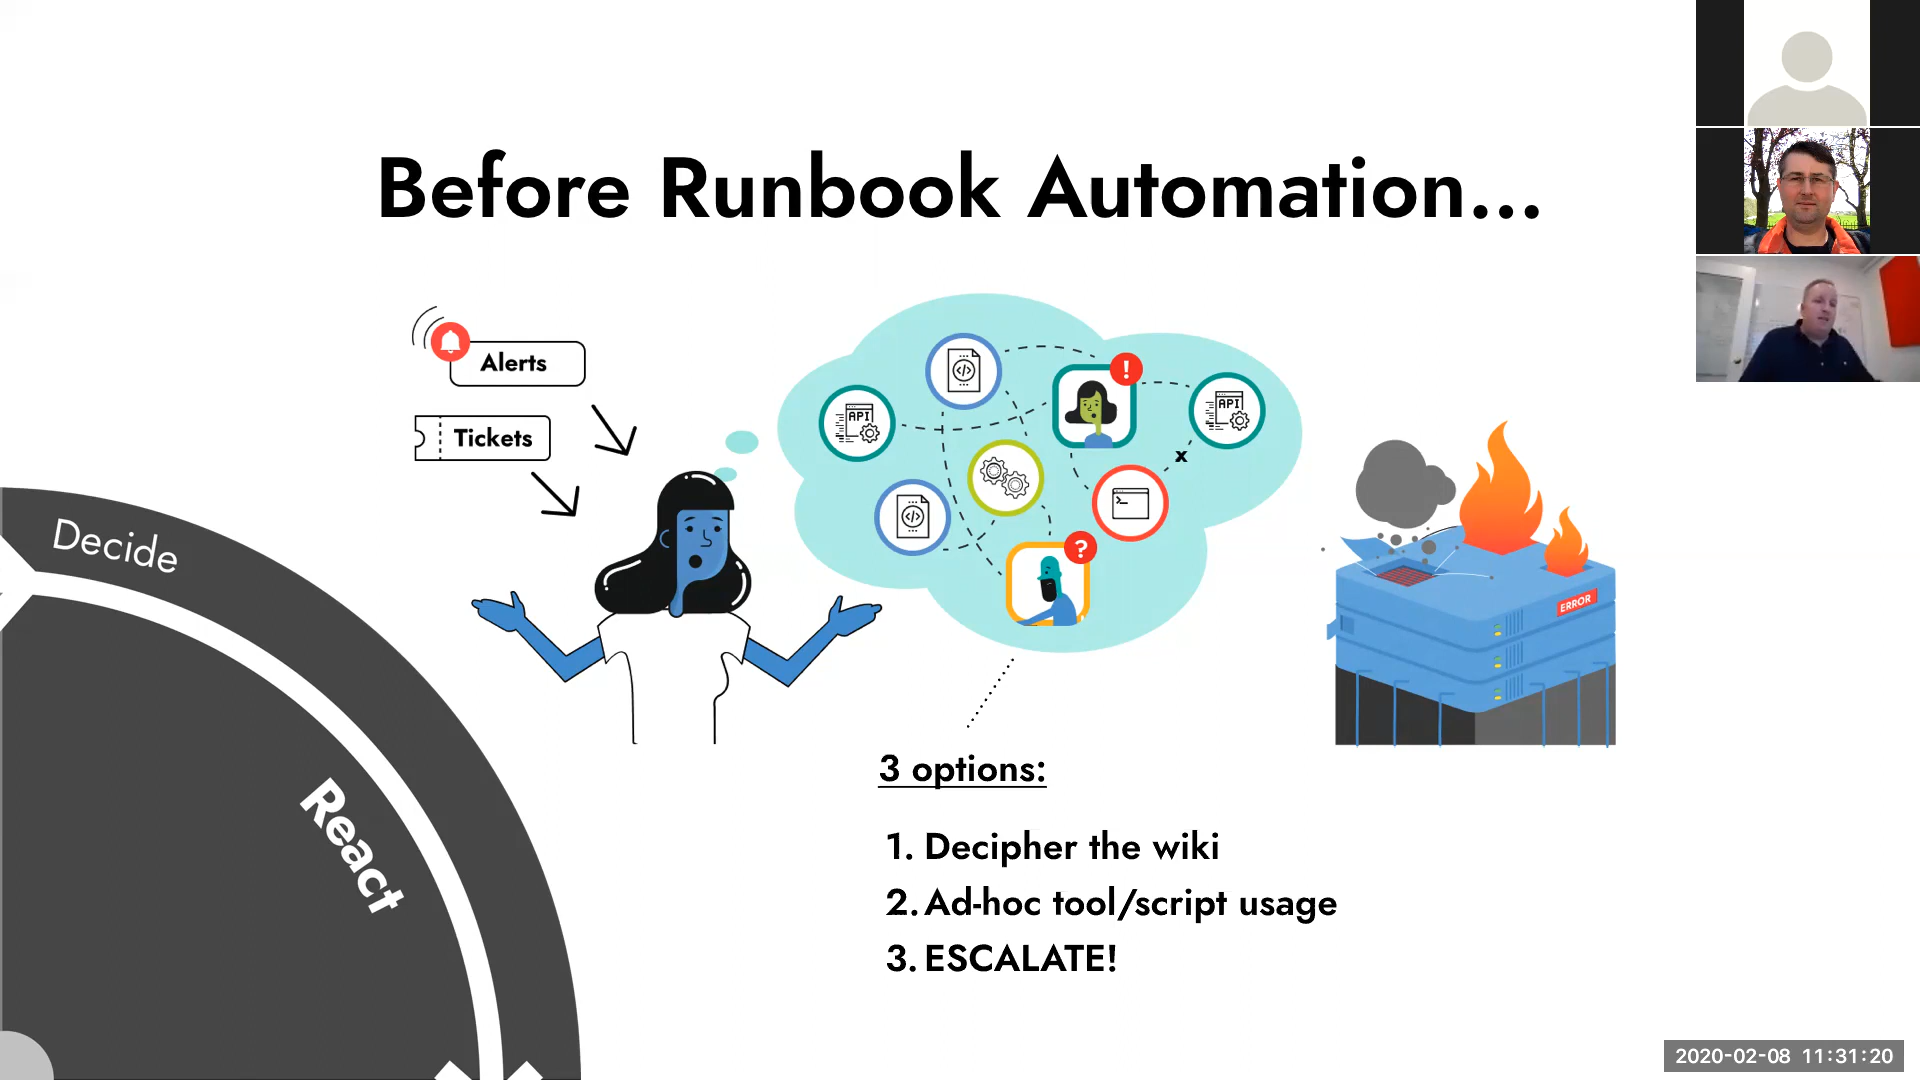 Before Runbook Automation...
Alerts
Tickets
API
API
x
!
?
>_
</>
</>
ERROR
Decide
React
3 options:
1. Decipher the wiki
2. Ad-hoc tool/script usage
3. ESCALATE!
2020-02-08 11:31:20